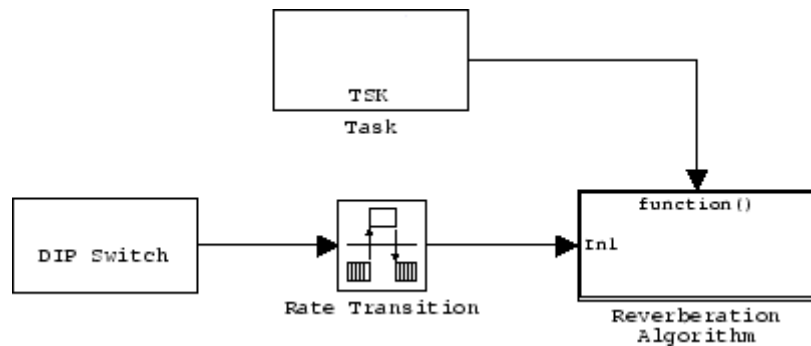 TSK
Task
function()
DIP Switch
In1
Rate Transition
Reverberation
Algorithm